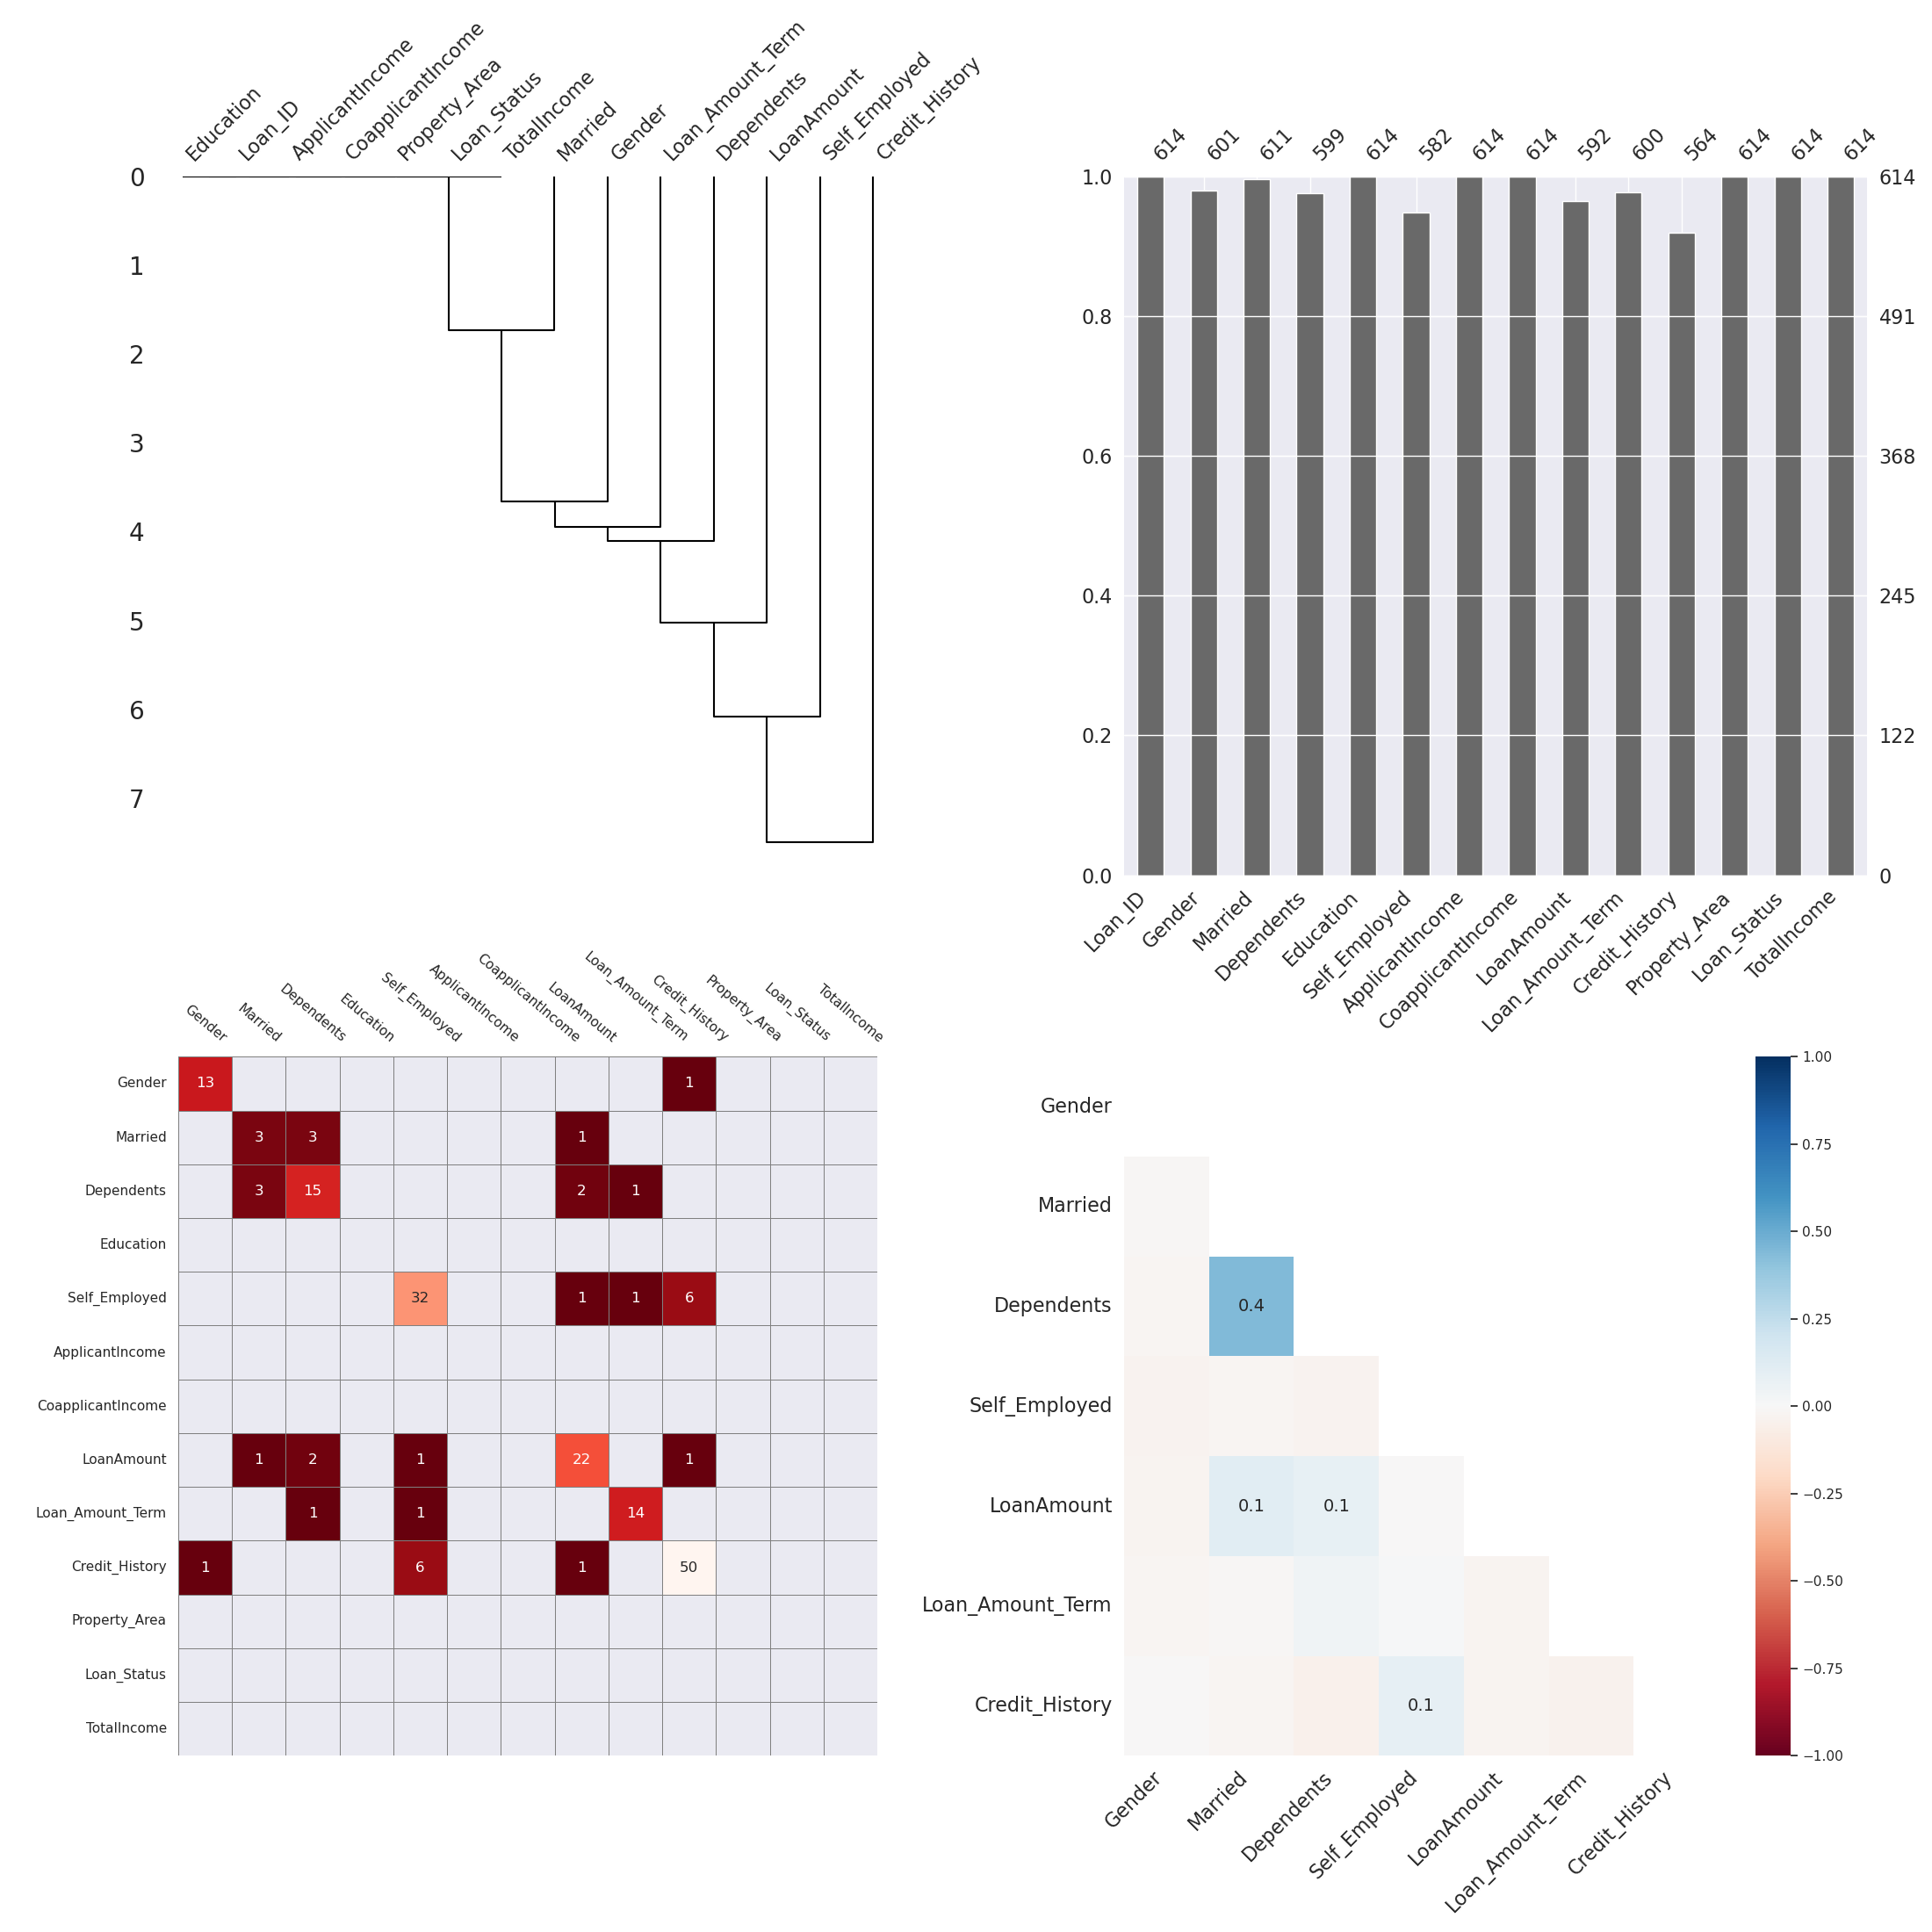 Education
Loan_ID
ApplicantIncome
CoapplicantIncome
Property_Area
Loan_Status
TotalIncome
Married
Gender
Loan_Amount_Term
Dependents
LoanAmount
Self_Employed
Credit_History
0
1
2
3
4
5
6
7
614
601
611
599
614
582
614
614
592
600
564
614
614
614
1.0
0.8
0.6
0.4
0.2
0.0
614
491
368
245
122
0
Loan_ID
Gender
Married
Dependents
Education
Self_Employed
ApplicantIncome
CoapplicantIncome
LoanAmount
Loan_Amount_Term
Credit_History
Property_Area
Loan_Status
TotalIncome
Gender
Married
Dependents
Education
Self_Employed
ApplicantIncome
CoapplicantIncome
LoanAmount
Loan_Amount_Term
Credit_History
Property_Area
Loan_Status
TotalIncome
Gender 13 1
Married 3 3 1
Dependents 3 15 2 1
Education
Self_Employed 32 1 1 6
ApplicantIncome
CoapplicantIncome
LoanAmount 1 2 1 22 1
Loan_Amount_Term 1 1 14
Credit_History 1 6 1 50
Property_Area
Loan_Status
TotalIncome
Gender
Married
Dependents 0.4
Self_Employed
LoanAmount 0.1 0.1
Loan_Amount_Term
Credit_History 0.1
Gender
Married
Dependents
Self_Employed
LoanAmount
Loan_Amount_Term
Credit_History
1.00
0.75
0.50
0.25
0.00
−0.25
−0.50
−0.75
−1.00